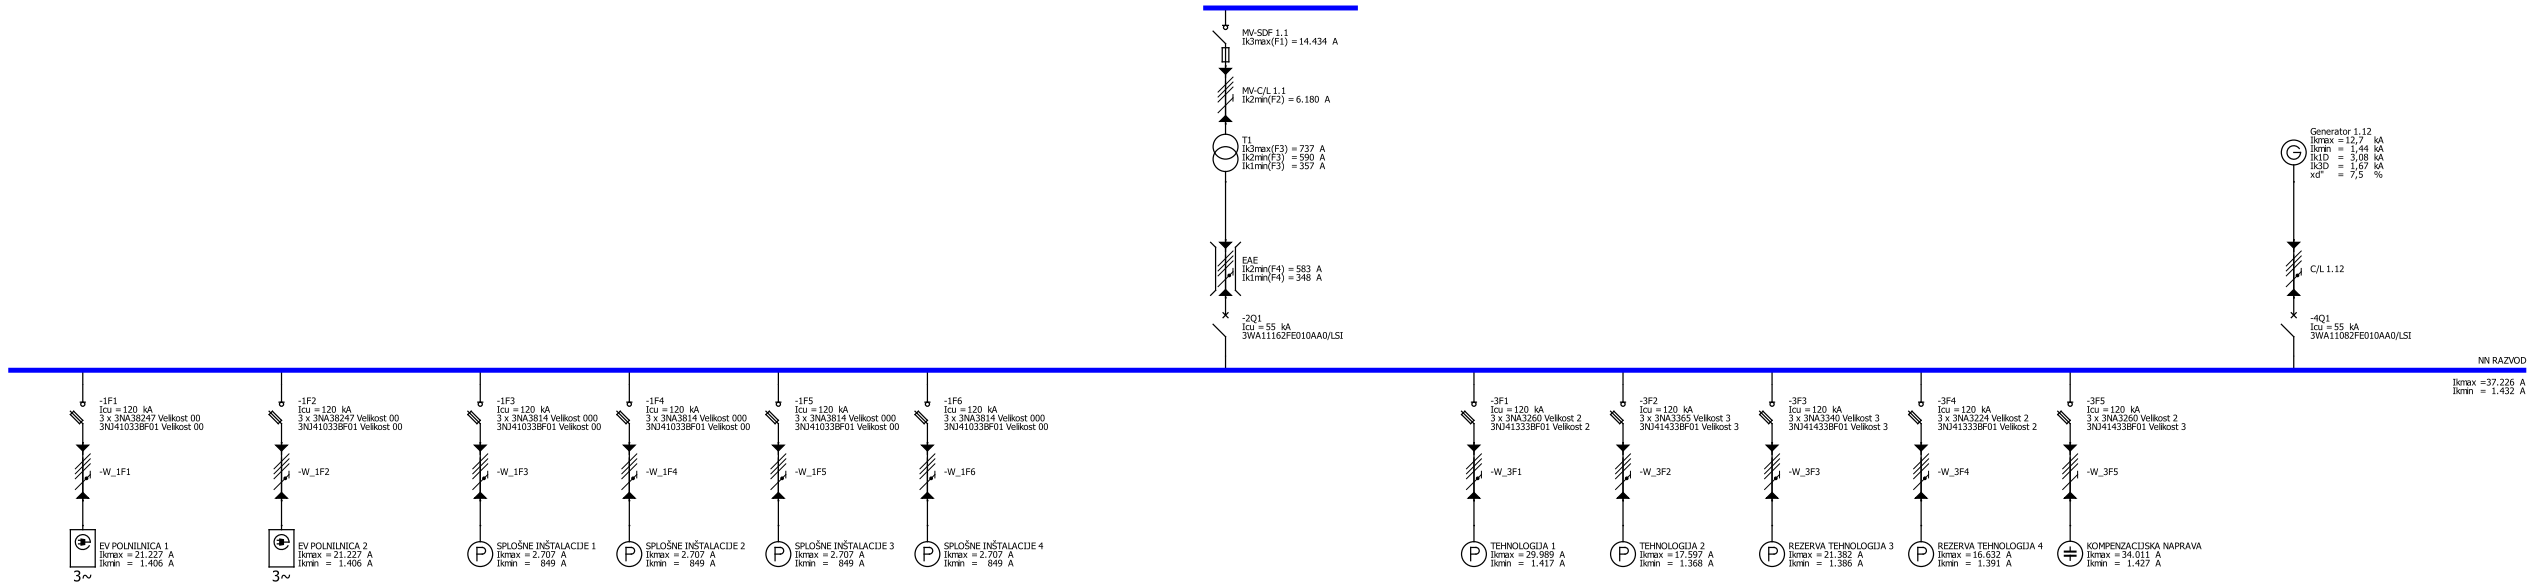 MV-SDF 1.1
Ik3max(F1) = 14.434 A
MV-C/L 1.1
Ik2min(F2) = 6.180 A
T1
Ik3max(F3) = 737 A
Ik2min(F3) = 590 A
Ik1min(F3) = 357 A
Generator 1.12
Ikmax = 12,7 kA
Ikmin = 1,44 kA
Ik1D = 3,08 kA
Ik3D = 1,67 kA
xd" = 7,5 %
G
EAE
Ik2min(F4) = 583 A
Ik1min(F4) = 348 A
C/L 1.12
-2Q1
Icu = 55 kA
3WA11162FE010AA0/LSI
-4Q1
Icu = 55 kA
3WA11082FE010AA0/LSI
NN RAZVOD
Ikmax =37.226 A
Ikmin = 1.432 A
-1F1
Icu = 120 kA
3 x 3NA38247 Velikost 00
3NJ41033BF01 Velikost 00
-1F2
Icu = 120 kA
3 x 3NA38247 Velikost 00
3NJ41033BF01 Velikost 00
-1F3
Icu = 120 kA
3 x 3NA3814 Velikost 000
3NJ41033BF01 Velikost 00
-1F4
Icu = 120 kA
3 x 3NA3814 Velikost 000
3NJ41033BF01 Velikost 00
-1F5
Icu = 120 kA
3 x 3NA3814 Velikost 000
3NJ41033BF01 Velikost 00
-1F6
Icu = 120 kA
3 x 3NA3814 Velikost 000
3NJ41033BF01 Velikost 00
-3F1
Icu = 120 kA
3 x 3NA3260 Velikost 2
3NJ41333BF01 Velikost 2
-3F2
Icu = 120 kA
3 x 3NA3365 Velikost 3
3NJ41433BF01 Velikost 3
-3F3
Icu = 120 kA
3 x 3NA3340 Velikost 3
3NJ41433BF01 Velikost 3
-3F4
Icu = 120 kA
3 x 3NA3224 Velikost 2
3NJ41333BF01 Velikost 2
-3F5
Icu = 120 kA
3 x 3NA3260 Velikost 2
3NJ41433BF01 Velikost 3
-W_1F1
-W_1F2
-W_1F3
-W_1F4
-W_1F5
-W_1F6
-W_3F1
-W_3F2
-W_3F3
-W_3F4
-W_3F5
EV POLNILNICA 1
Ikmax = 21.227 A
Ikmin = 1.406 A
3~
EV POLNILNICA 2
Ikmax = 21.227 A
Ikmin = 1.406 A
3~
P
SPLOŠNE INŠTALACIJE 1
Ikmax = 2.707 A
Ikmin = 849 A
P
SPLOŠNE INŠTALACIJE 2
Ikmax = 2.707 A
Ikmin = 849 A
P
SPLOŠNE INŠTALACIJE 3
Ikmax = 2.707 A
Ikmin = 849 A
P
SPLOŠNE INŠTALACIJE 4
Ikmax = 2.707 A
Ikmin = 849 A
P
TEHNOLOGIJA 1
Ikmax = 29.989 A
Ikmin = 1.417 A
P
TEHNOLOGIJA 2
Ikmax = 17.597 A
Ikmin = 1.368 A
P
REZERVA TEHNOLOGIJA 3
Ikmax = 21.382 A
Ikmin = 1.386 A
P
REZERVA TEHNOLOGIJA 4
Ikmax = 16.632 A
Ikmin = 1.391 A
KOMPENZACIJSKA NAPRAVA
Ikmax = 34.011 A
Ikmin = 1.427 A